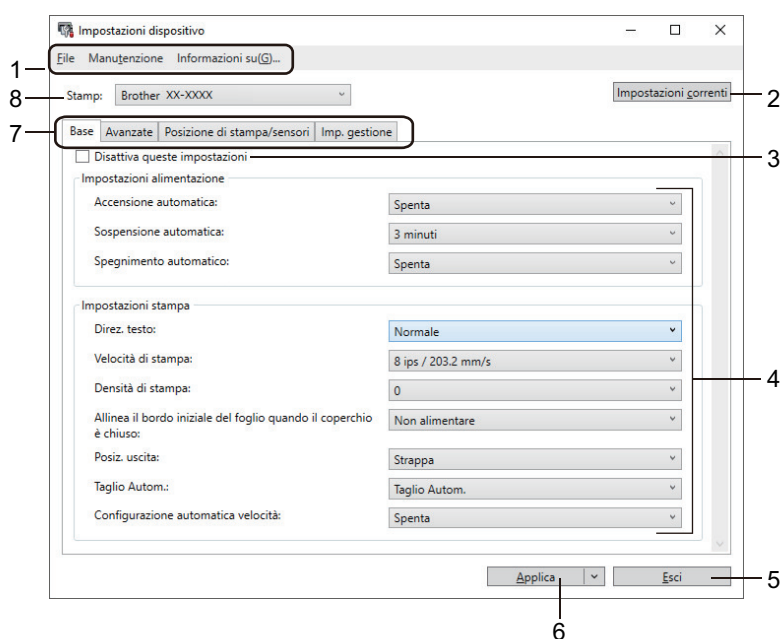 Impostazioni dispositivo
File Manutenzione Informazioni su(G)...
1
8
Stamp: Brother XX-XXXX
Impostazioni correnti
2
7
Base Avanzate Posizione di stampa/sensori Imp. gestione
Disattiva queste impostazioni
3
Impostazioni alimentazione
Accensione automatica: Spenta
Sospensione automatica: 3 minuti
Spegnimento automatico: Spenta
Impostazioni stampa
Direz. testo: Normale
Velocità di stampa: 8 ips / 203.2 mm/s
4
Densità di stampa: 0
Allinea il bordo iniziale del foglio quando il coperchio
è chiuso:
Non alimentare
Posiz. uscita: Strappa
Taglio Autom.: Taglio Autom.
Configurazione automatica velocità: Spenta
Applica Esci
5
6